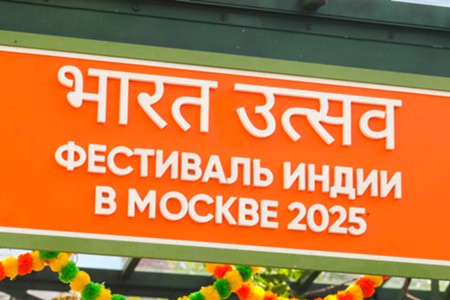 भारत उत्सव
ФЕСТИВАЛЬ ИНДИИ
В МОСКВЕ 2025